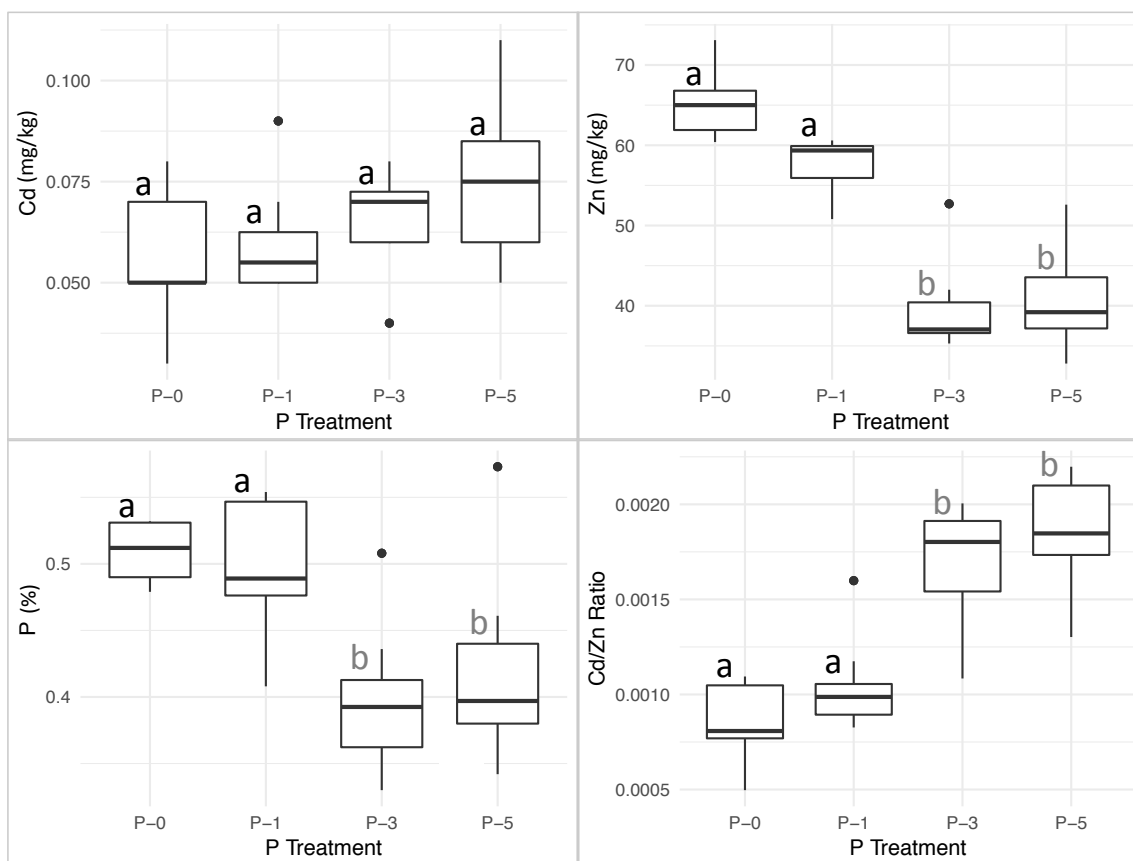 Cd (mg/kg)
0.100
0.075
0.050
a
a
a
a
P−0
P−1
P−3
P−5
P Treatment
Zn (mg/kg)
70
60
50
40
a
a
b
b
P−0
P−1
P−3
P−5
P Treatment
P (%)
0.5
0.4
a
a
b
b
P−0
P−1
P−3
P−5
P Treatment
Cd/Zn Ratio
0.0020
0.0015
0.0010
0.0005
a
a
b
b
P−0
P−1
P−3
P−5
P Treatment